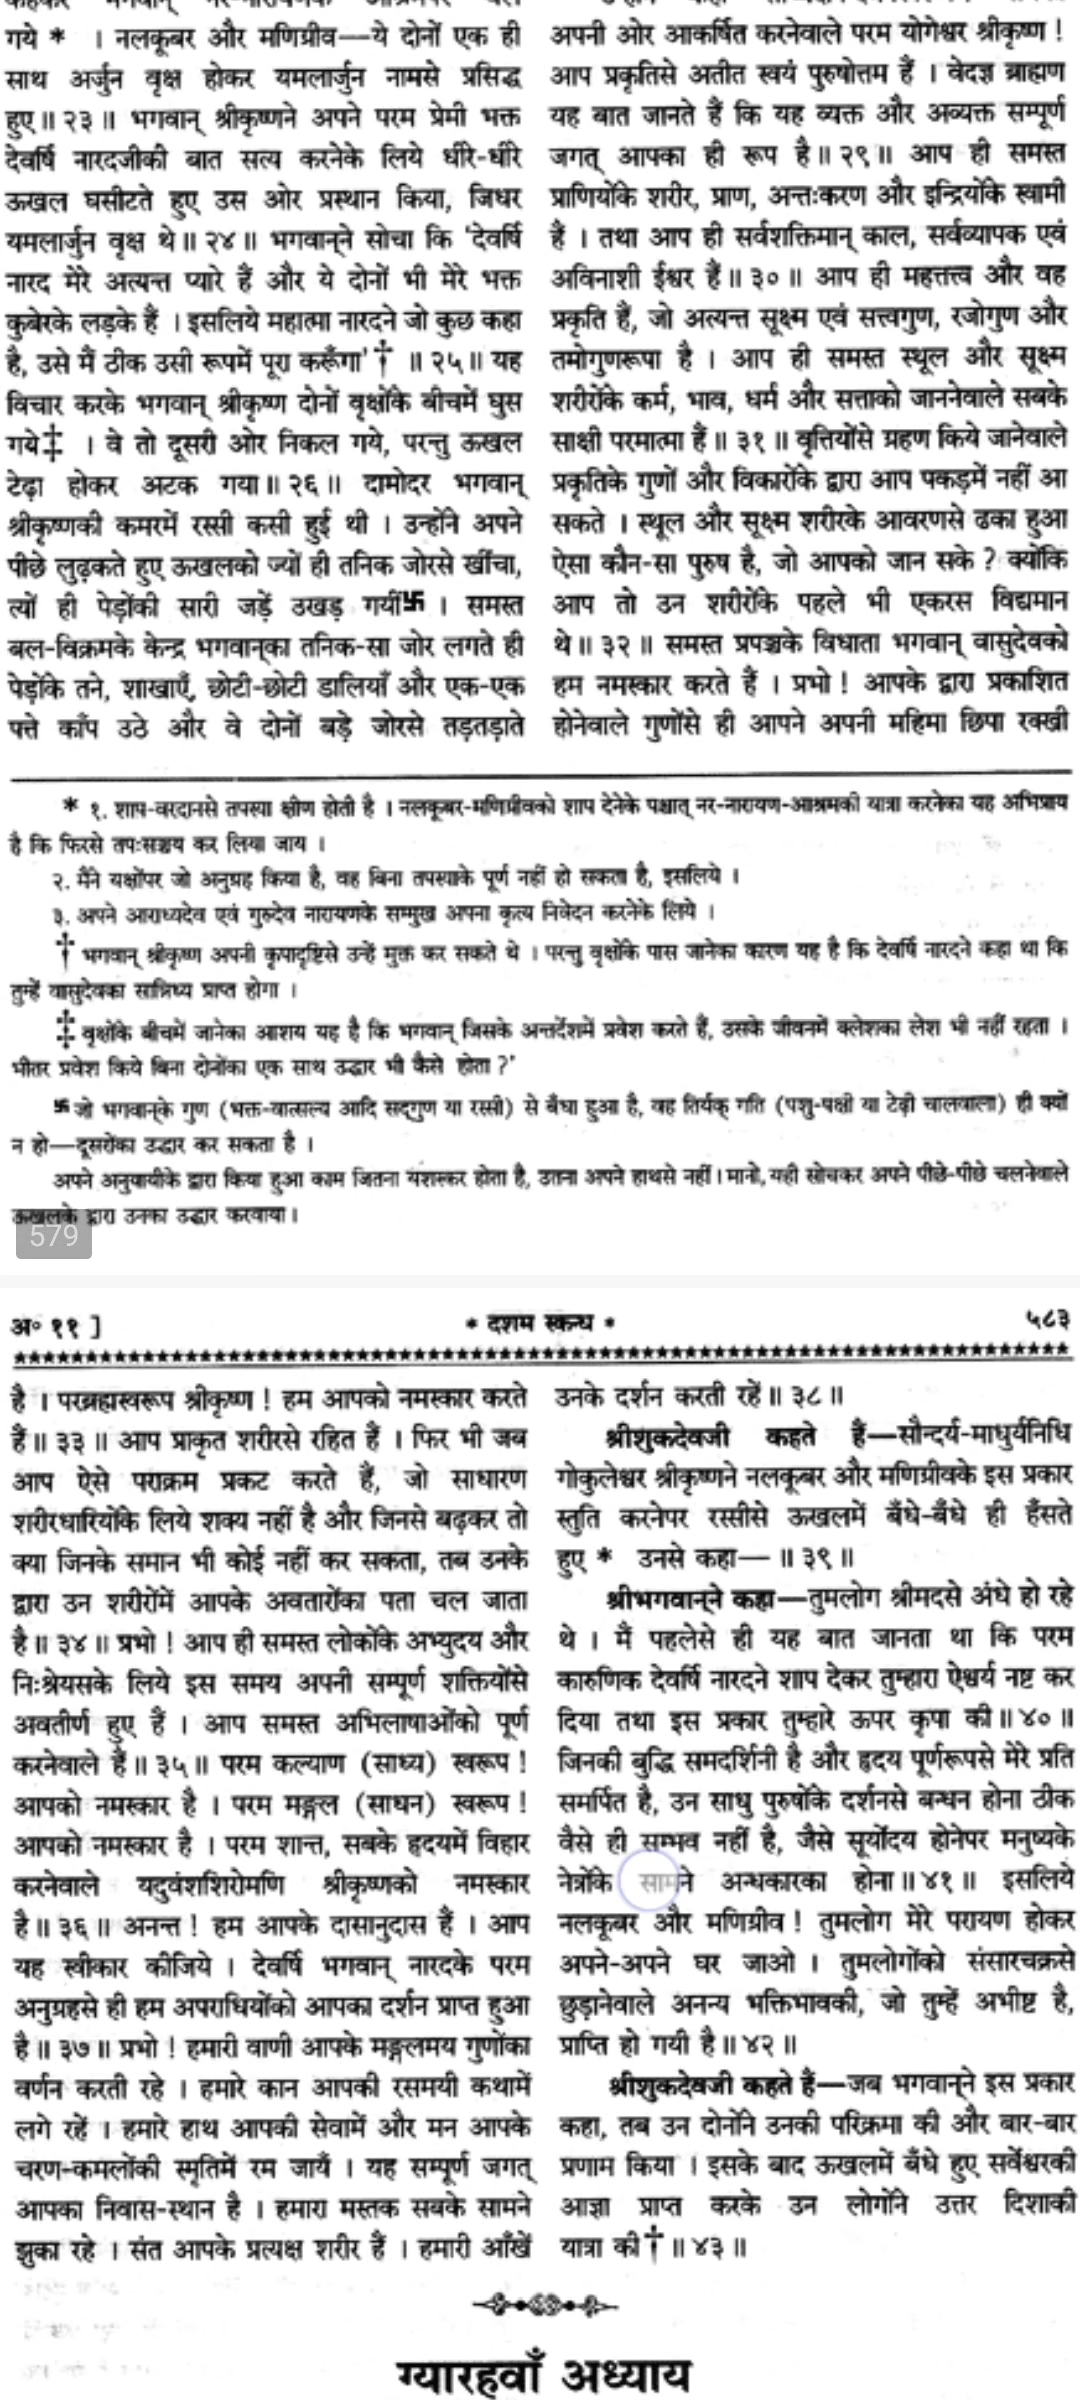 गये * । नलकूबर और मणिग्रीव—ये दोनों एक ही
साथ अर्जुन वृक्ष होकर यमलार्जुन नामसे प्रसिद्ध
हुए॥ २३॥ भगवान् श्रीकृष्णने अपने परम प्रेमी भक्त
देवर्षि नारदजीकी बात सत्य करनेके लिये धीरे-धीरे
ऊखल घसीटते हुए उस ओर प्रस्थान किया, जिधर
यमलार्जुन वृक्ष थे॥ २४॥ भगवान्‌ने सोचा कि 'देवर्षि
नारद मेरे अत्यन्त प्यारे हैं और ये दोनों भी मेरे भक्त
कुबेरके लड़के हैं । इसलिये महात्मा नारदने जो कुछ कहा
है, उसे मैं ठीक उसी रूपमें पूरा करूँगा'† ॥ २५॥ यह
विचार करके भगवान् श्रीकृष्ण दोनों वृक्षोंके बीचमें घुस
गये‡ । वे तो दूसरी ओर निकल गये, परन्तु ऊखल
टेढ़ा होकर अटक गया॥ २६॥ दामोदर भगवान्
श्रीकृष्णकी कमरमें रस्सी कसी हुई थी । उन्होंने अपने
पीछे लुढ़कते हुए ऊखलको ज्यों ही तनिक जोरसे खींचा,
त्यों ही पेड़ोंकी सारी जड़ें उखड़ गयीं卐 । समस्त
बल-विक्रमके केन्द्र भगवान्‌का तनिक-सा जोर लगते ही
पेड़ोंके तने, शाखाएँ, छोटी-छोटी डालियाँ और एक-एक
पत्ते काँप उठे और वे दोनों बड़े जोरसे तड़तड़ाते
अपनी ओर आकर्षित करनेवाले परम योगेश्वर श्रीकृष्ण !
आप प्रकृतिसे अतीत स्वयं पुरुषोत्तम हैं । वेदज्ञ ब्राह्मण
यह बात जानते हैं कि यह व्यक्त और अव्यक्त सम्पूर्ण
जगत् आपका ही रूप है॥ २९॥ आप ही समस्त
प्राणियोंके शरीर, प्राण, अन्तःकरण और इन्द्रियोंके स्वामी
हैं । तथा आप ही सर्वशक्तिमान् काल, सर्वव्यापक एवं
अविनाशी ईश्वर हैं॥ ३०॥ आप ही महत्तत्त्व और वह
प्रकृति हैं, जो अत्यन्त सूक्ष्म एवं सत्त्वगुण, रजोगुण और
तमोगुणरूपा है । आप ही समस्त स्थूल और सूक्ष्म
शरीरोंके कर्म, भाव, धर्म और सत्ताको जाननेवाले सबके
साक्षी परमात्मा हैं॥ ३१॥ वृत्तियोंसे ग्रहण किये जानेवाले
प्रकृतिके गुणों और विकारोंके द्वारा आप पकड़में नहीं आ
सकते । स्थूल और सूक्ष्म शरीरके आवरणसे ढका हुआ
ऐसा कौन-सा पुरुष है, जो आपको जान सके ? क्योंकि
आप तो उन शरीरोंके पहले भी एकरस विद्यमान
थे॥ ३२॥ समस्त प्रपञ्चके विधाता भगवान् वासुदेवको
हम नमस्कार करते हैं । प्रभो ! आपके द्वारा प्रकाशित
होनेवाले गुणोंसे ही आपने अपनी महिमा छिपा रक्खी
* १. शाप-वरदानसे तपस्या क्षीण होती है । नलकूबर-मणिग्रीवको शाप देनेके पश्चात् नर-नारायण-आश्रमकी यात्रा करनेका यह अभिप्राय
है कि फिरसे तपःसञ्चय कर लिया जाय ।
२. मैंने यक्षोंपर जो अनुग्रह किया है, वह बिना तपस्याके पूर्ण नहीं हो सकता है, इसलिये ।
३. अपने आराध्यदेव एवं गुरुदेव नारायणके सम्मुख अपना कृत्य निवेदन करनेके लिये ।
† भगवान् श्रीकृष्ण अपनी कृपादृष्टिसे उन्हें मुक्त कर सकते थे । परन्तु वृक्षोंके पास जानेका कारण यह है कि देवर्षि नारदने कहा था कि
तुम्हें वासुदेवका सान्निध्य प्राप्त होगा ।
‡ वृक्षोंके बीचमें जानेका आशय यह है कि भगवान् जिसके अन्तर्देशमें प्रवेश करते हैं, उसके जीवनमें क्लेशका लेश भी नहीं रहता ।
भीतर प्रवेश किये बिना दोनोंका एक साथ उद्धार भी कैसे होता ?'
卐 जो भगवान्‌के गुण (भक्त-वात्सल्य आदि सद्गुण या रस्सी) से बँधा हुआ है, वह तिर्यक् गति (पशु-पक्षी या टेढ़ी चालवाला) ही क्यों
न हो—दूसरोंका उद्धार कर सकता है ।
अपने अनुयायीके द्वारा किया हुआ काम जितना यशस्कर होता है, उतना अपने हाथसे नहीं। मानो, यही सोचकर अपने पीछे-पीछे चलनेवाले
ऊखलके द्वारा उनका उद्धार करवाया।
579
अ० ११ ]
* दशम स्कन्ध *
५८३
है । परब्रह्मस्वरूप श्रीकृष्ण ! हम आपको नमस्कार करते
हैं॥ ३३॥ आप प्राकृत शरीरसे रहित हैं । फिर भी जब
आप ऐसे पराक्रम प्रकट करते हैं, जो साधारण
शरीरधारियोंके लिये शक्य नहीं है और जिनसे बढ़कर तो
क्या जिनके समान भी कोई नहीं कर सकता, तब उनके
द्वारा उन शरीरोंमें आपके अवतारोंका पता चल जाता
है॥ ३४॥ प्रभो ! आप ही समस्त लोकोंके अभ्युदय और
निःश्रेयसके लिये इस समय अपनी सम्पूर्ण शक्तियोंसे
अवतीर्ण हुए हैं । आप समस्त अभिलाषाओंको पूर्ण
करनेवाले हैं॥ ३५॥ परम कल्याण (साध्य) स्वरूप !
आपको नमस्कार है । परम मङ्गल (साधन) स्वरूप !
आपको नमस्कार है । परम शान्त, सबके हृदयमें विहार
करनेवाले यदुवंशशिरोमणि श्रीकृष्णको नमस्कार
है॥ ३६॥ अनन्त ! हम आपके दासानुदास हैं । आप
यह स्वीकार कीजिये । देवर्षि भगवान् नारदके परम
अनुग्रहसे ही हम अपराधियोंको आपका दर्शन प्राप्त हुआ
है॥ ३७॥ प्रभो ! हमारी वाणी आपके मङ्गलमय गुणोंका
वर्णन करती रहे । हमारे कान आपकी रसमयी कथामें
लगे रहें । हमारे हाथ आपकी सेवामें और मन आपके
चरण-कमलोंकी स्मृतिमें रम जायँ । यह सम्पूर्ण जगत्
आपका निवास-स्थान है । हमारा मस्तक सबके सामने
झुका रहे । संत आपके प्रत्यक्ष शरीर हैं । हमारी आँखें
उनके दर्शन करती रहें॥ ३८॥
श्रीशुकदेवजी कहते हैं—सौन्दर्य-माधुर्यनिधि
गोकुलेश्वर श्रीकृष्णने नलकूबर और मणिग्रीवके इस प्रकार
स्तुति करनेपर रस्सीसे ऊखलमें बँधे-बँधे ही हँसते
हुए * उनसे कहा— ॥ ३९॥
श्रीभगवान्‌ने कहा—तुमलोग श्रीमदसे अंधे हो रहे
थे । मैं पहलेसे ही यह बात जानता था कि परम
कारुणिक देवर्षि नारदने शाप देकर तुम्हारा ऐश्वर्य नष्ट कर
दिया तथा इस प्रकार तुम्हारे ऊपर कृपा की॥ ४०॥
जिनकी बुद्धि समदर्शिनी है और हृदय पूर्णरूपसे मेरे प्रति
समर्पित है, उन साधु पुरुषोंके दर्शनसे बन्धन होना ठीक
वैसे ही सम्भव नहीं है, जैसे सूर्योदय होनेपर मनुष्यके
नेत्रोंके सामने अन्धकारका होना॥ ४१॥ इसलिये
नलकूबर और मणिग्रीव ! तुमलोग मेरे परायण होकर
अपने-अपने घर जाओ । तुमलोगोंको संसारचक्रसे
छुड़ानेवाले अनन्य भक्तिभावकी, जो तुम्हें अभीष्ट है,
प्राप्ति हो गयी है॥ ४२॥
श्रीशुकदेवजी कहते हैं—जब भगवान्‌ने इस प्रकार
कहा, तब उन दोनोंने उनकी परिक्रमा की और बार-बार
प्रणाम किया । इसके बाद ऊखलमें बँधे हुए सर्वेश्वरकी
आज्ञा प्राप्त करके उन लोगोंने उत्तर दिशाकी
यात्रा की† ॥ ४३॥
ग्यारहवाँ अध्याय